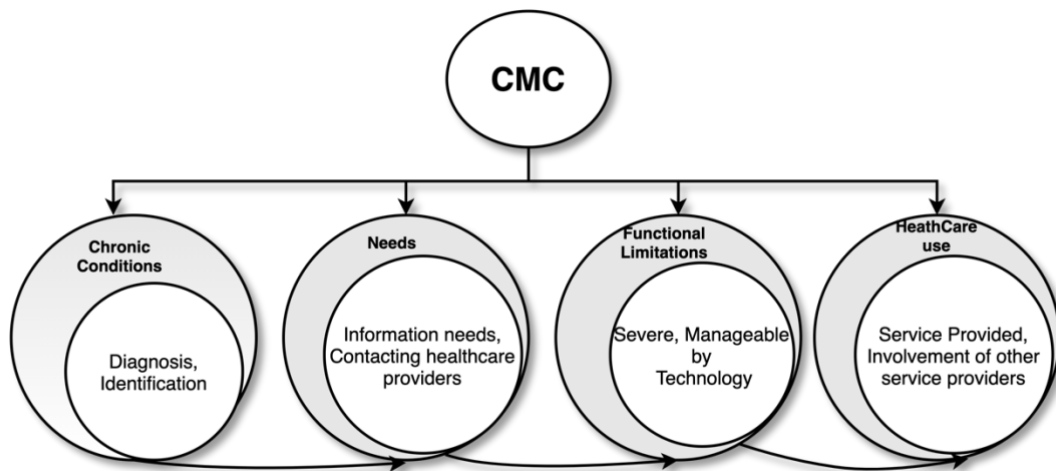 CMC
Chronic
Conditions
Diagnosis,
Identification
Needs
Information needs,
Contacting healthcare
providers
Functional
Limitations
Severe, Manageable
by
Technology
HeathCare
use
Service Provided,
Involvement of other
service providers